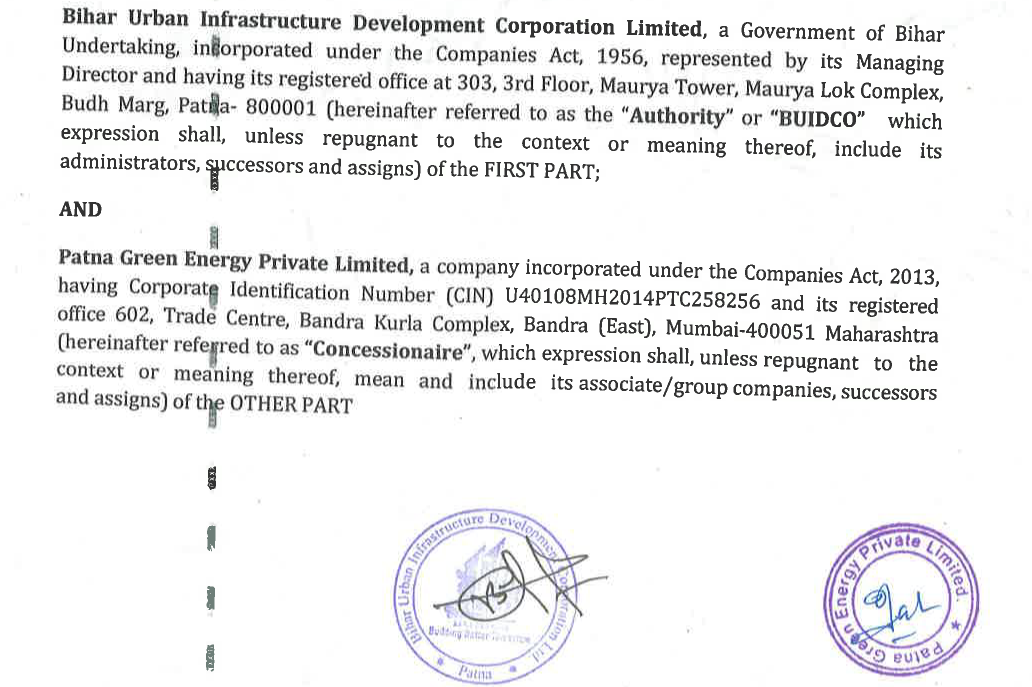 Bihar Urban Infrastructure Development Corporation Limited, a Government of Bihar
Undertaking, incorporated under the Companies Act, 1956, represented by its Managing
Director and having its registered office at 303, 3rd Floor, Maurya Tower, Maurya Lok Complex,
Budh Marg, Patna- 800001 (hereinafter referred to as the "Authority" or "BUIDCO" which
expression shall, unless repugnant to the context or meaning thereof, include its
administrators, successors and assigns) of the FIRST PART;
AND
Patna Green Energy Private Limited, a company incorporated under the Companies Act, 2013,
having Corporate Identification Number (CIN) U40108MH2014PTC258256 and its registered
office 602, Trade Centre, Bandra Kurla Complex, Bandra (East), Mumbai-400051 Maharashtra
(hereinafter referred to as "Concessionaire", which expression shall, unless repugnant to the
context or meaning thereof, mean and include its associate/group companies, successors
and assigns) of the OTHER PART
Bihar Urban Infrastructure Development Corporation Ltd
Building Better
Patna
Patna Green Energy Private Limited.